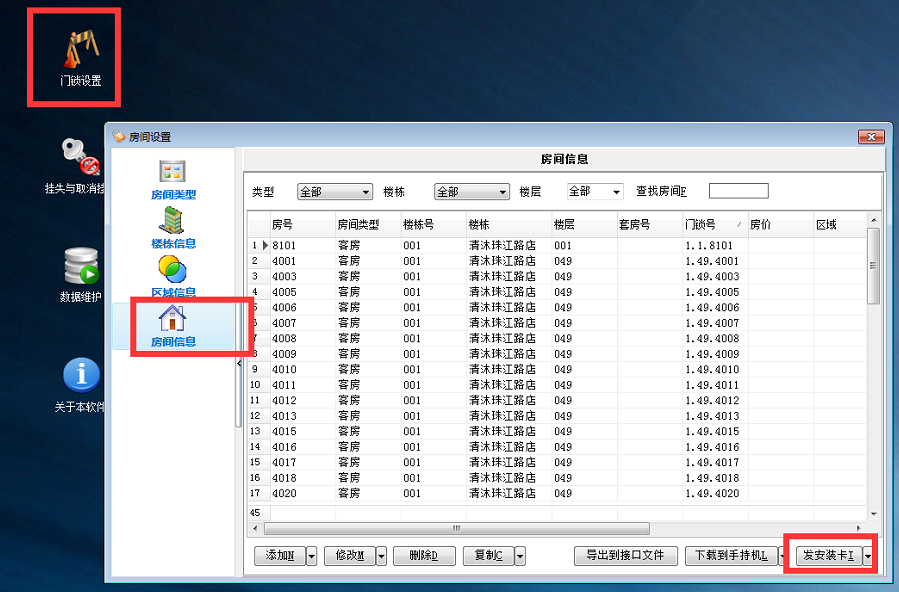 门锁设置
挂失与取消挂
数据维护
关于本软件
房间设置
房间类型
楼栋信息
区域信息
房间信息
房间信息
类型 全部 楼栋 全部 楼层 全部 查找房间F
房号 房间类型 楼栋号 楼栋 楼层 套房号 门锁号 房价 区域
1 8101 客房 001 清沐珠江路店 001 1.1.8101
2 4001 客房 001 清沐珠江路店 049 1.49.4001
3 4003 客房 001 清沐珠江路店 049 1.49.4003
4 4005 客房 001 清沐珠江路店 049 1.49.4005
5 4006 客房 001 清沐珠江路店 049 1.49.4006
6 4007 客房 001 清沐珠江路店 049 1.49.4007
7 4008 客房 001 清沐珠江路店 049 1.49.4008
8 4009 客房 001 清沐珠江路店 049 1.49.4009
9 4010 客房 001 清沐珠江路店 049 1.49.4010
10 4011 客房 001 清沐珠江路店 049 1.49.4011
11 4012 客房 001 清沐珠江路店 049 1.49.4012
12 4013 客房 001 清沐珠江路店 049 1.49.4013
13 4015 客房 001 清沐珠江路店 049 1.49.4015
14 4016 客房 001 清沐珠江路店 049 1.49.4016
15 4017 客房 001 清沐珠江路店 049 1.49.4017
16 4018 客房 001 清沐珠江路店 049 1.49.4018
17 4020 客房 001 清沐珠江路店 049 1.49.4020
45
添加N 修改M 删除D 复制C 导出到接口文件 下载到手持机L 发安装卡I